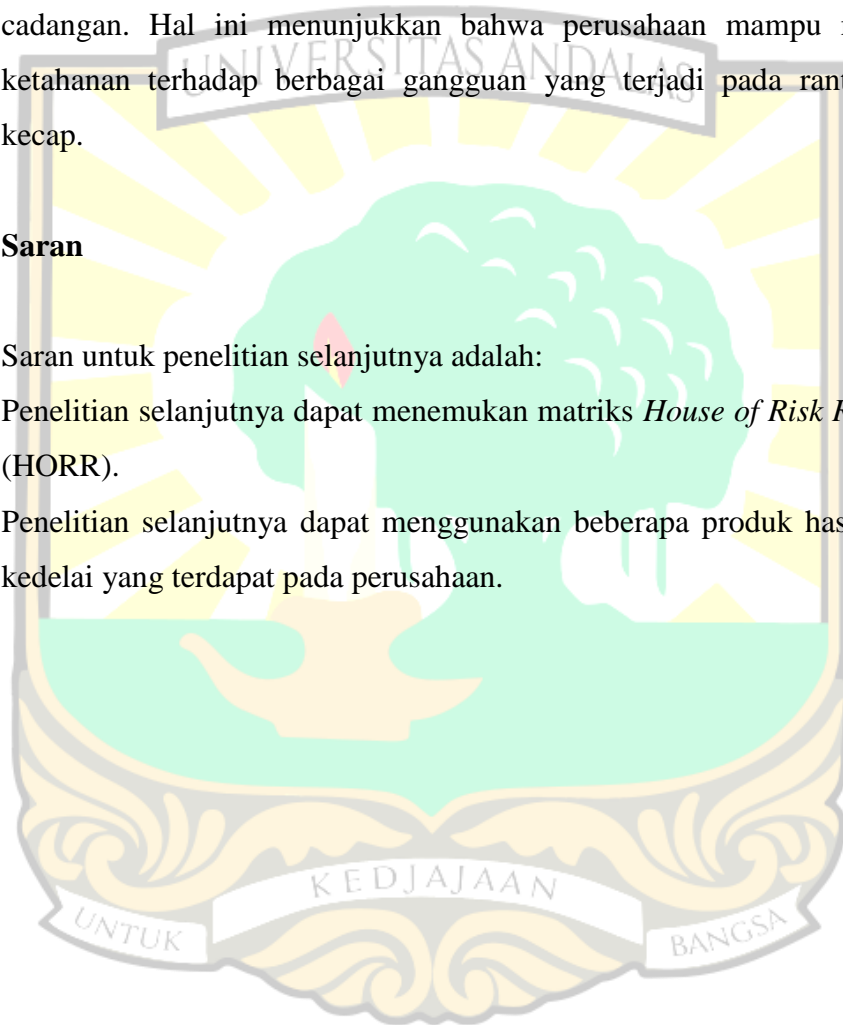 cadangan. Hal ini menunjukkan bahwa perusahaan mampu
UNIVERSITAS ANDALAS
ketahanan terhadap berbagai gangguan yang terjadi pada
kecap.
Saran
Saran untuk penelitian selanjutnya adalah:
Penelitian selanjutnya dapat menemukan matriks House of Risk
(HORR).
Penelitian selanjutnya dapat menggunakan beberapa produk
kedelai yang terdapat pada perusahaan.
KEDJAJAAN
UNTUK
BANGSA